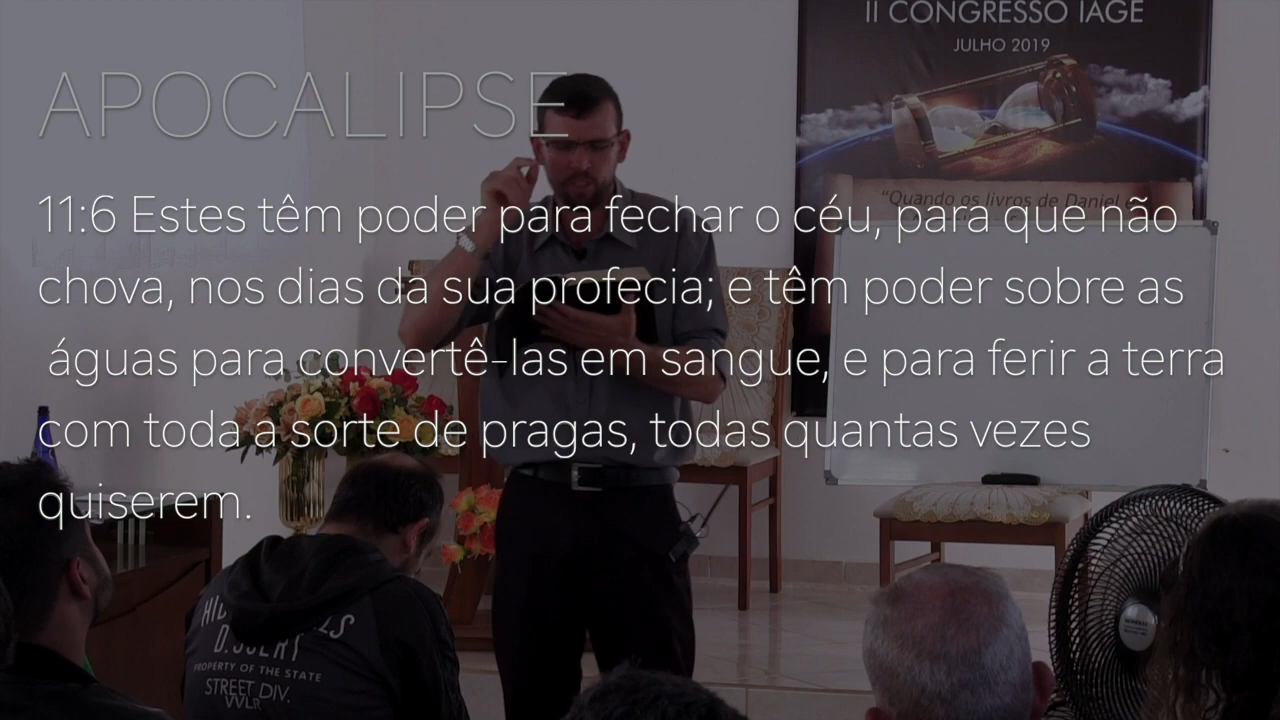 II CONGRESSO IAGE
JULHO 2019
APOCALIPSE
"Quando os livros de Daniel e
11:6 Estes têm poder para fechar o céu, para que não
chova, nos dias da sua profecia; e têm poder sobre as
águas para convertê-las em sangue, e para ferir a terra
com toda a sorte de pragas, todas quantas vezes
quiserem.
PROPERTY OF THE STATE
STREET DIV.
VVLR